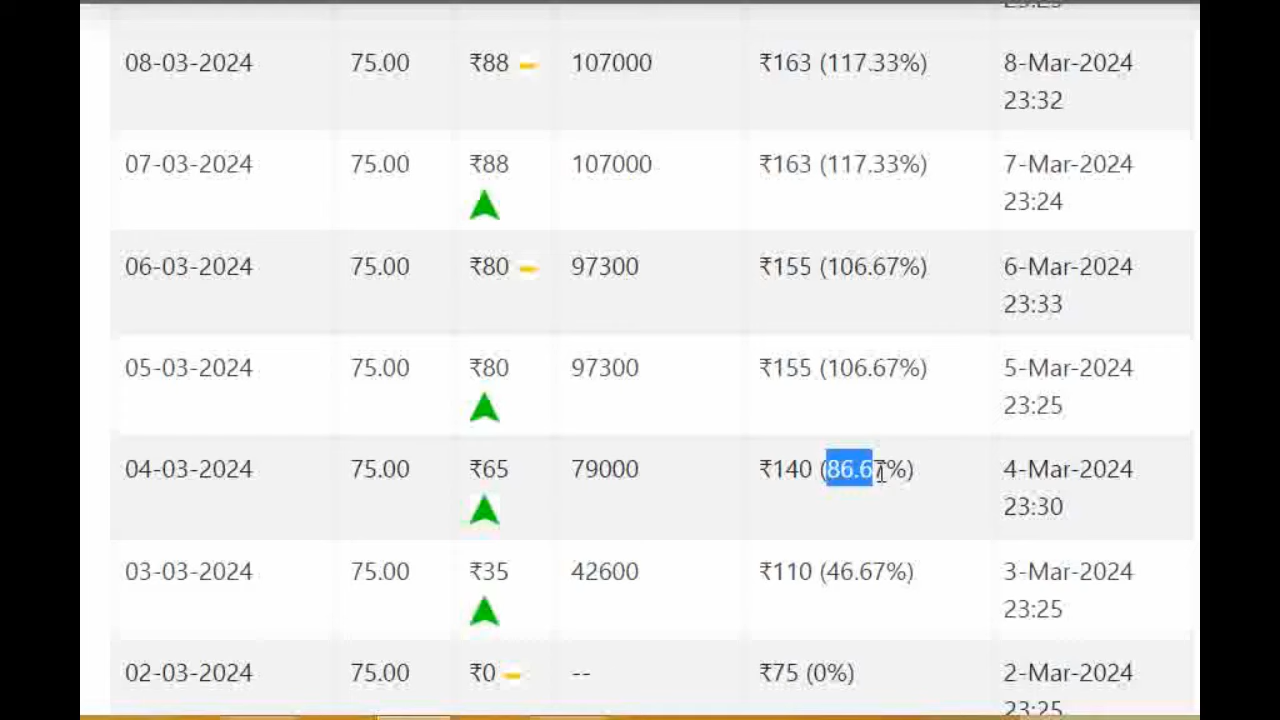 08-03-2024 75.00 ₹88 107000 ₹163 (117.33%) 8-Mar-2024
23:32
07-03-2024 75.00 ₹88 107000 ₹163 (117.33%) 7-Mar-2024
23:24
06-03-2024 75.00 ₹80 97300 ₹155 (106.67%) 6-Mar-2024
23:33
05-03-2024 75.00 ₹80 97300 ₹155 (106.67%) 5-Mar-2024
23:25
04-03-2024 75.00 ₹65 79000 ₹140 (86.67%) 4-Mar-2024
23:30
03-03-2024 75.00 ₹35 42600 ₹110 (46.67%) 3-Mar-2024
23:25
02-03-2024 75.00 ₹0 -- ₹75 (0%) 2-Mar-2024
23:25